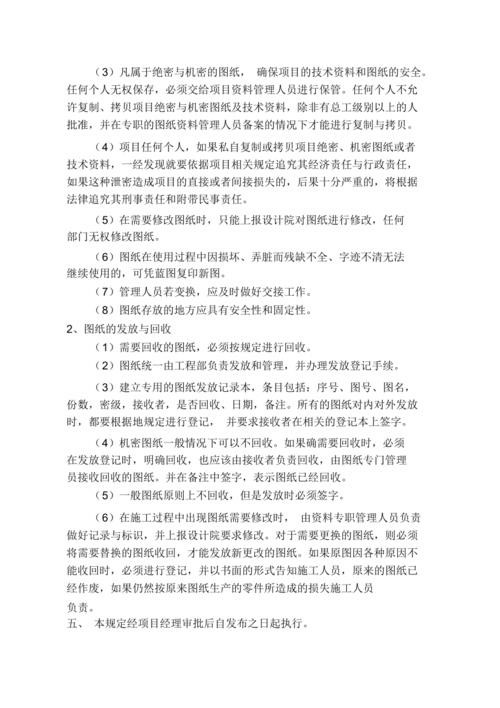 （3）凡属于绝密与机密的图纸， 确保项目的技术资料和图纸的安全。
任何个人无权保存，必须交给项目资料管理人员进行保管。任何个人不允
许复制、拷贝项目绝密与机密图纸及技术资料，除非有总工级别以上的人
批准，并在专职的图纸资料管理人员备案的情况下才能进行复制与拷贝。
（4）项目任何个人，如果私自复制或拷贝项目绝密、机密图纸或者
技术资料，一经发现就要依据项目相关规定追究其经济责任与行政责任，
如果这种泄密造成项目的直接或者间接损失的，后果十分严重的，将根据
法律追究其刑事责任和附带民事责任。
（5）在需要修改图纸时，只能上报设计院对图纸进行修改，任何
部门无权修改图纸。
（6）图纸在使用过程中因损坏、弄脏而残缺不全、字迹不清无法
继续使用的，可凭蓝图复印新图。
（7）管理人员若变换，应及时做好交接工作。
（8）图纸存放的地方应具有安全性和固定性。
2、图纸的发放与回收
（1）需要回收的图纸，必须按规定进行回收。
（2）图纸统一由工程部负责发放和管理，并办理发放登记手续。
（3）建立专用的图纸发放记录本，条目包括：序号、图号、图名，
份数，密级，接收者，是否回收、日期，备注。所有的图纸对内对外发放
时，都要根据地规定进行登记， 并要求接收者在相关的登记本上签字。
（4）机密图纸一般情况下可以不回收。如果确需要回收时，必须
在发放登记时，明确回收，也应该由接收者负责回收，由图纸专门管理
员接收回收的图纸。并在备注中签字，表示图纸已经回收。
（5）一般图纸原则上不回收，但是发放时必须签字。
（6）在施工过程中出现图纸需要修改时， 由资料专职管理人员负责
做好记录与标识，并上报设计院要求修改。对于需要更换的图纸，则必须
将需要替换的图纸收回，才能发放新更改的图纸。如果原图因各种原因不
能收回时，必须进行登记，并以书面的形式告知施工人员，原来的图纸已
经作废，如果仍然按原来图纸生产的零件所造成的损失施工人员
负责。
五、 本规定经项目经理审批后自发布之日起执行。